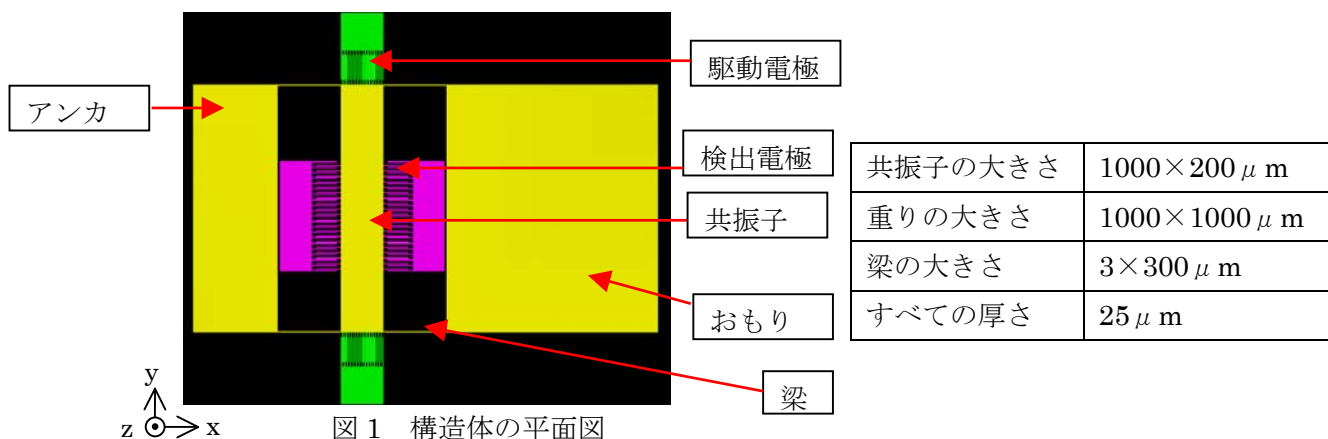 駆動電極
アンカ
検出電極
共振子
おもり
梁
共振子の大きさ 1000×200μm
重りの大きさ 1000×1000μm
梁の大きさ 3×300μm
すべての厚さ 25μm
y
z x
図1 構造体の平面図